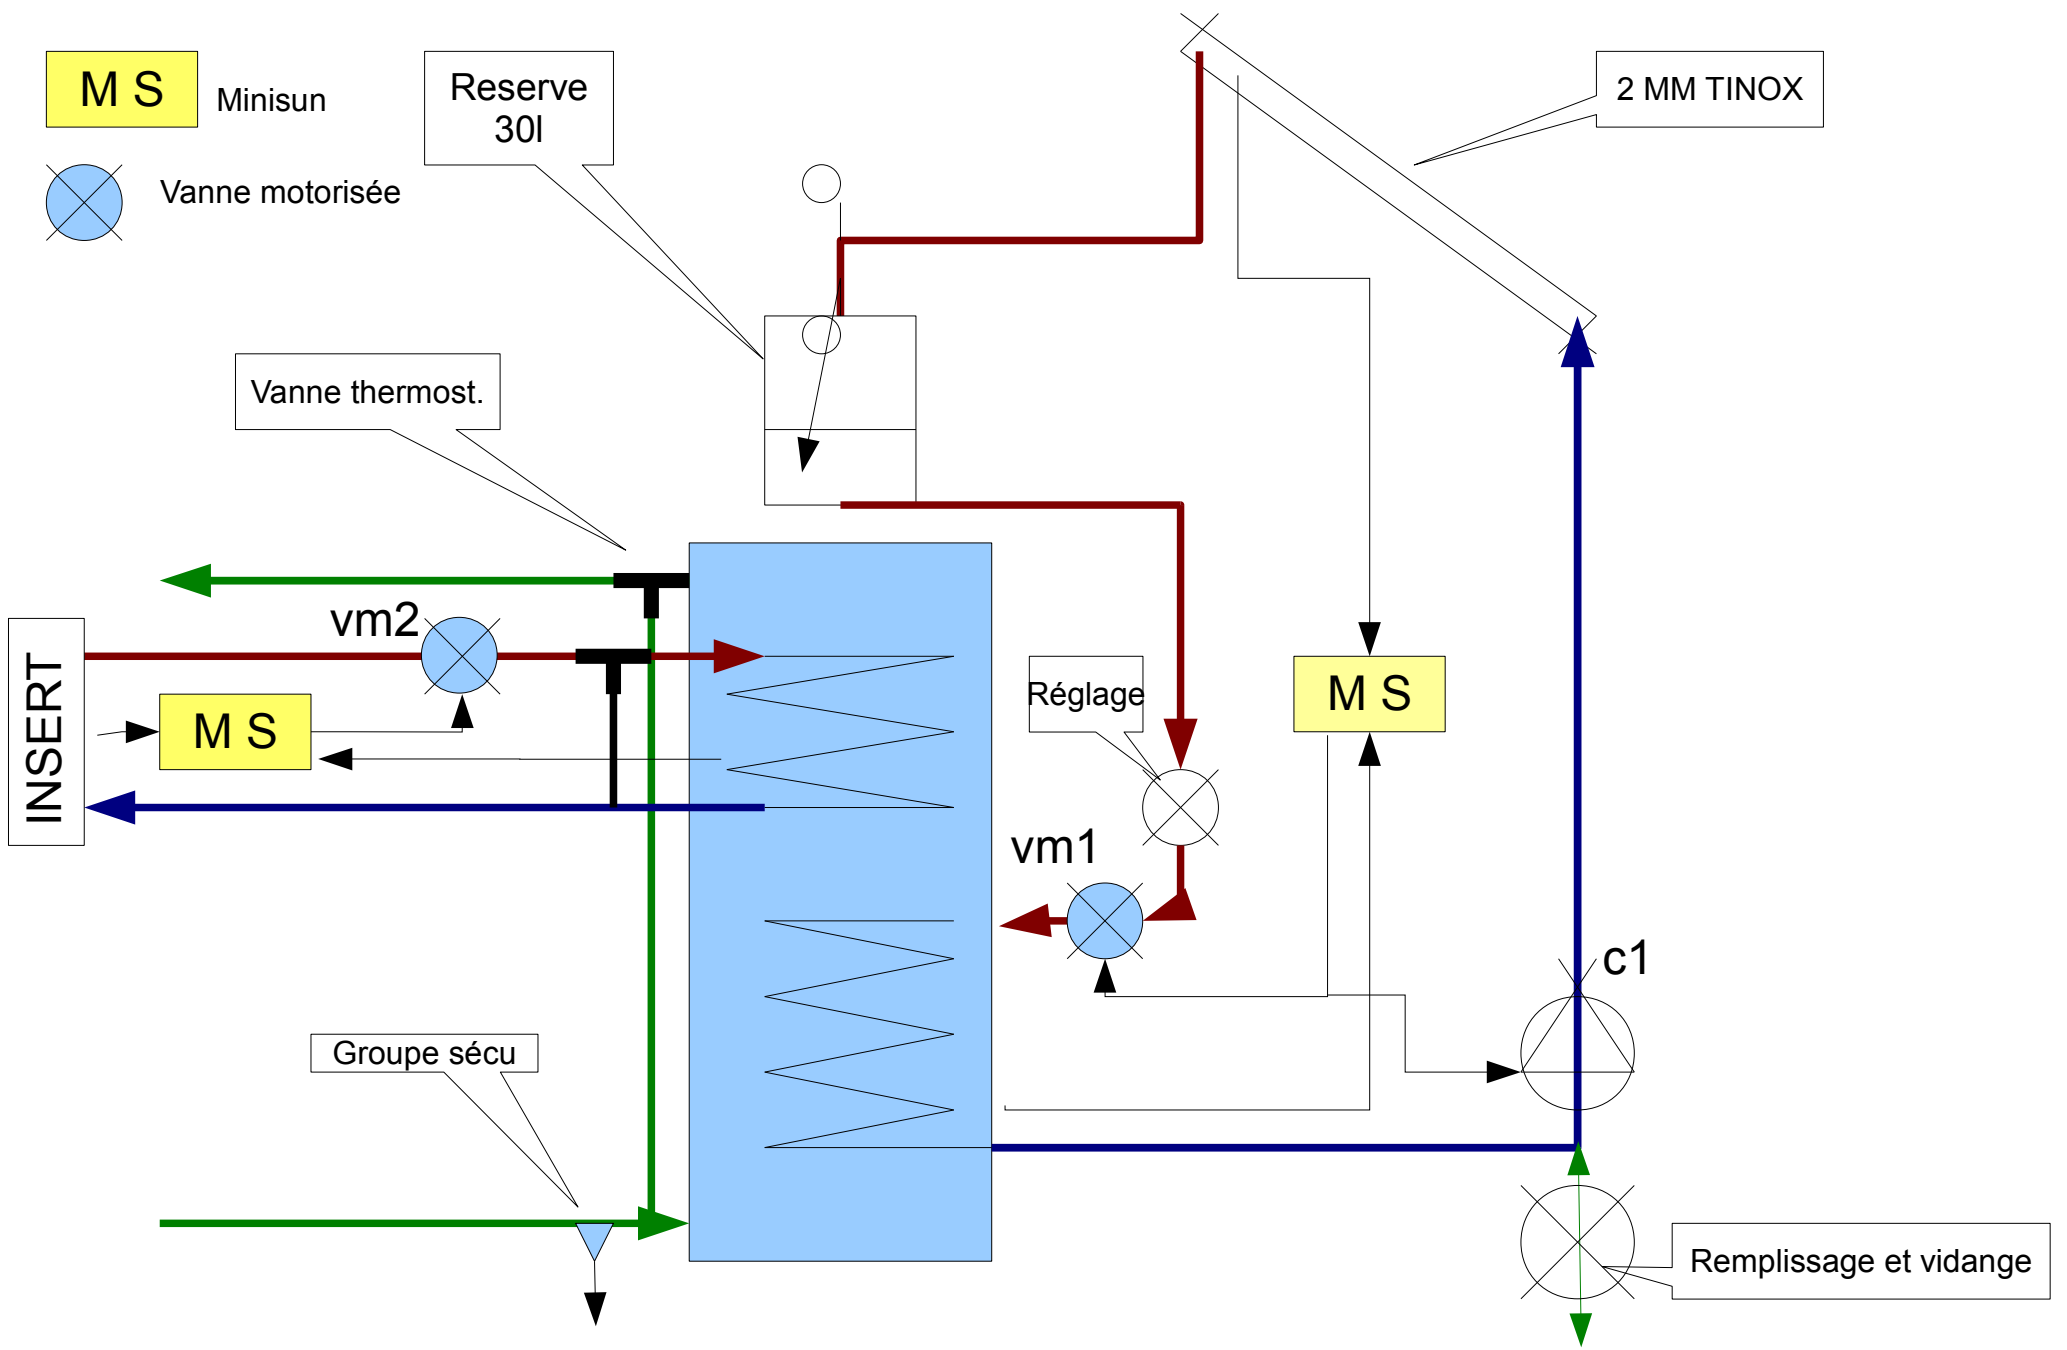 M S
Minisun
Reserve
30l
2 MM TINOX
Vanne motorisée
Vanne thermost.
vm2
INSERT
M S
Réglage
M S
vm1
c1
Groupe sécu
Remplissage et vidange